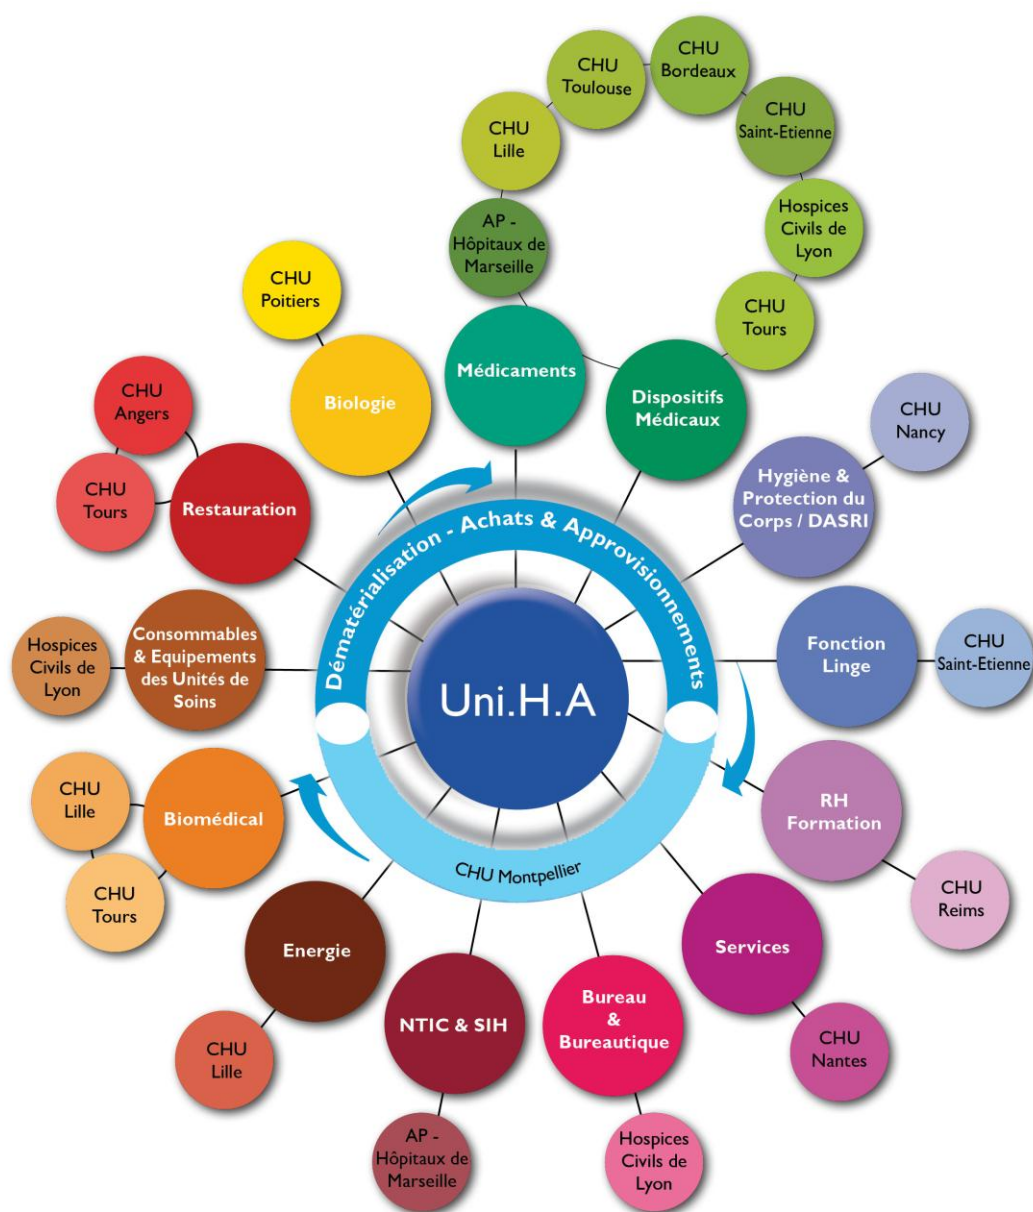 CHU
Bordeaux
CHU
Toulouse
CHU
Saint-Etienne
CHU
Lille
Hospices
Civils de
Lyon
AP -
Hôpitaux de
Marseille
CHU
Tours
CHU
Poitiers
Médicaments
Dispositifs
Médicaux
Biologie
CHU
Angers
CHU
Tours
Restauration
CHU
Nancy
Hygiène &
Protection du
Corps / DASRI
Dématérialisation - Achats & Approvisionnements
Uni.H.A
CHU Montpellier
Hospices
Civils de
Lyon
Consommables
& Equipements
des Unités de
Soins
Fonction
Linge
CHU
Saint-Etienne
CHU
Lille
CHU
Tours
Biomédical
RH
Formation
CHU
Reims
Energie
CHU
Lille
Services
CHU
Nantes
NTIC & SIH
AP -
Hôpitaux de
Marseille
Bureau
&
Bureautique
Hospices
Civils de
Lyon